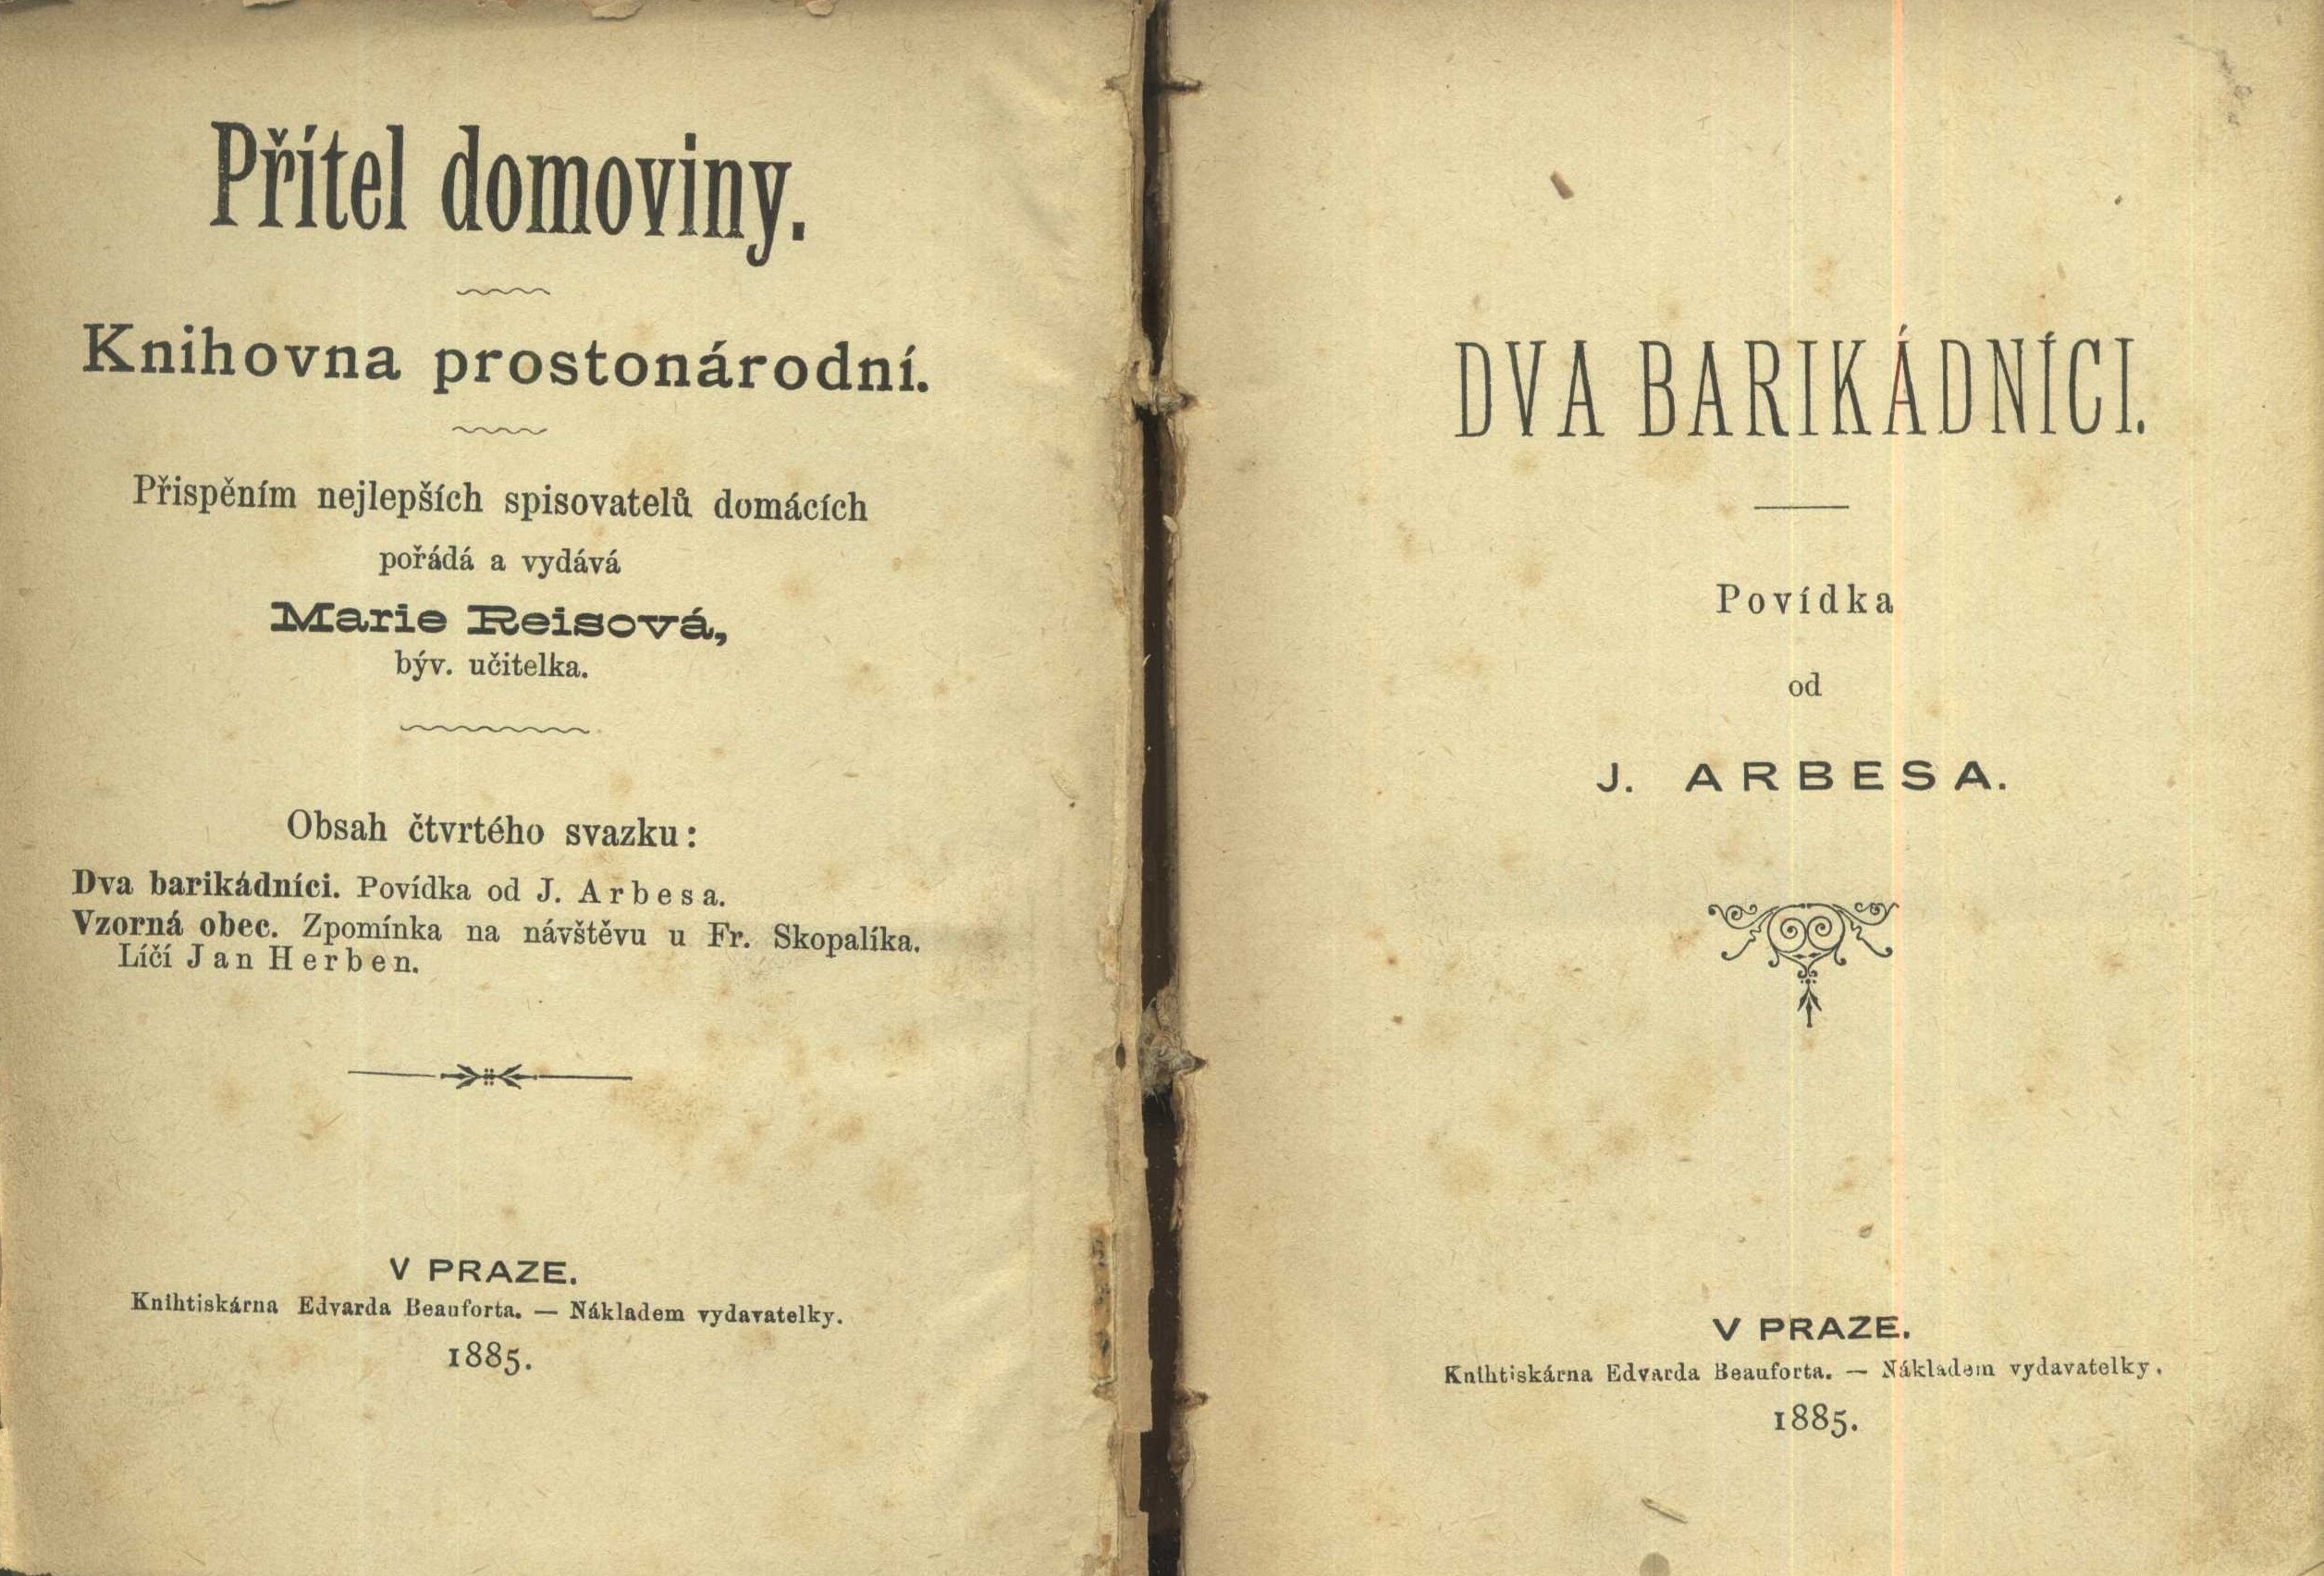 Přítel domoviny.
Knihovna prostonárodní.
Přispěním nejlepších spisovatelů domácích
pořádá a vydává
Marie Reisová,
býv. učitelka.
Obsah čtvrtého svazku:
Dva barikádníci. Povídka od J. Arbesa.
Vzorná obec. Zpomínka na návštěvu u Fr. Skopalíka.
Líčí Jan Herben.
V PRAZE.
Knihtiskárna Edvarda Beauforta. — Nákladem vydavatelky.
1885.
DVA BARIKÁDNÍCI.
Povídka
od
J. ARBESA.
V PRAZE.
Knihtiskárna Edvarda Beauforta. — Nákladem vydavatelky.
1885.